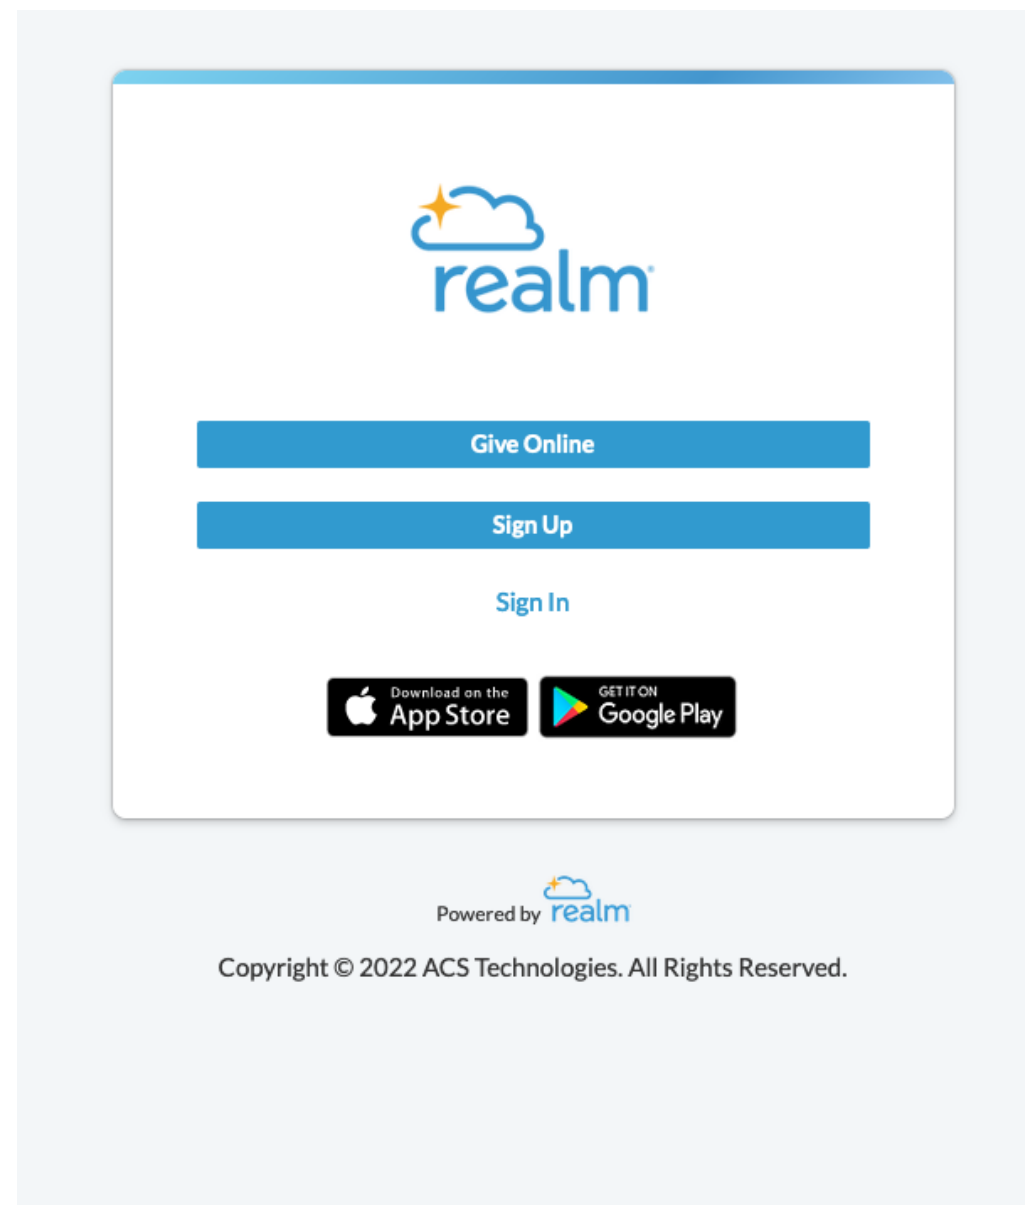 realm
Give Online
Sign Up
Sign In
Download on the
App Store
GET IT ON
Google Play
Powered by realm
Copyright © 2022 ACS Technologies. All Rights Reserved.